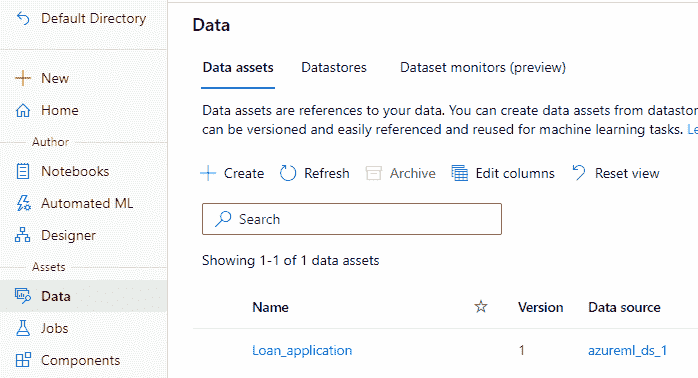 Default Directory
New
Home
Author
Notebooks
Automated ML
Designer
Assets
Data
Jobs
Components
Data
Data assets Datastores Dataset monitors (preview)
Data assets are references to your data. You can create data assets from datastor
can be versioned and easily referenced and reused for machine learning tasks. Le
Create Refresh Archive Edit columns Reset view
Search
Showing 1-1 of 1 data assets
Name Version Data source
Loan_application 1 azureml_ds_1